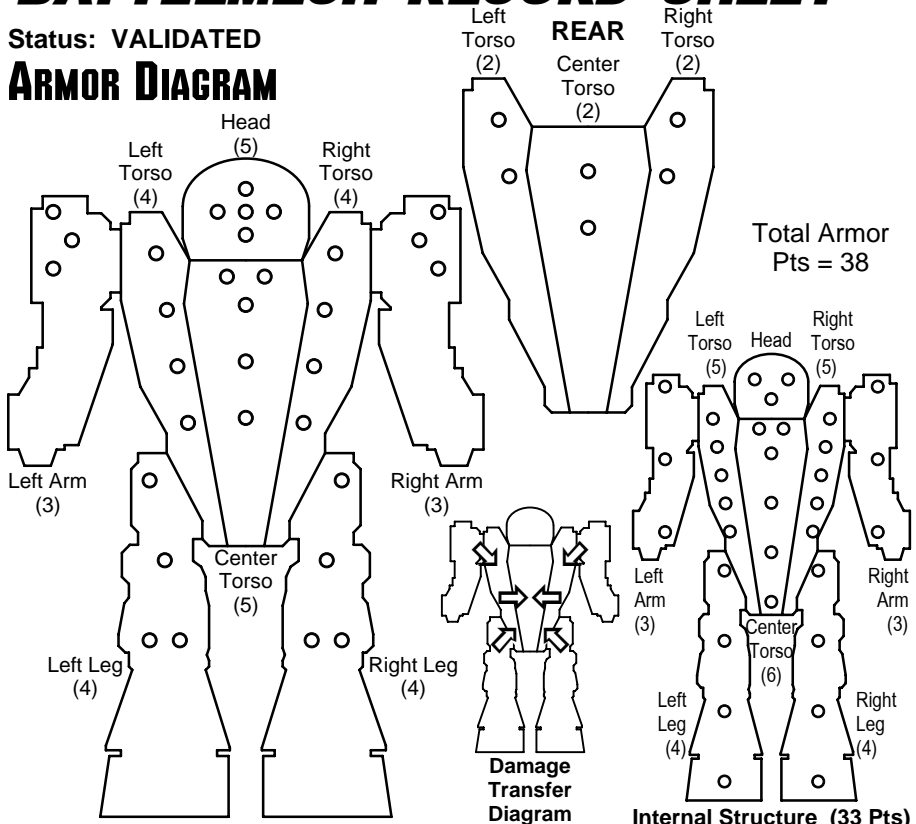 BATTLEMECH RECORD SHEET
Status: VALIDATED
ARMOR DIAGRAM
Head
(5)
Left
Torso
(4)
Right
Torso
(4)
Left Arm
(3)
Right Arm
(3)
Center
Torso
(5)
Left Leg
(4)
Right Leg
(4)
Left
Torso
(2)
REAR
Right
Torso
(2)
Center
Torso
(2)
Total Armor
Pts = 38
Left
Torso
(5)
Head
Right
Torso
(5)
Left
Arm
(3)
Right
Arm
(3)
Center
Torso
(6)
Left
Leg
(4)
Right
Leg
(4)
Damage
Transfer
Diagram
Internal Structure (33 Pts)